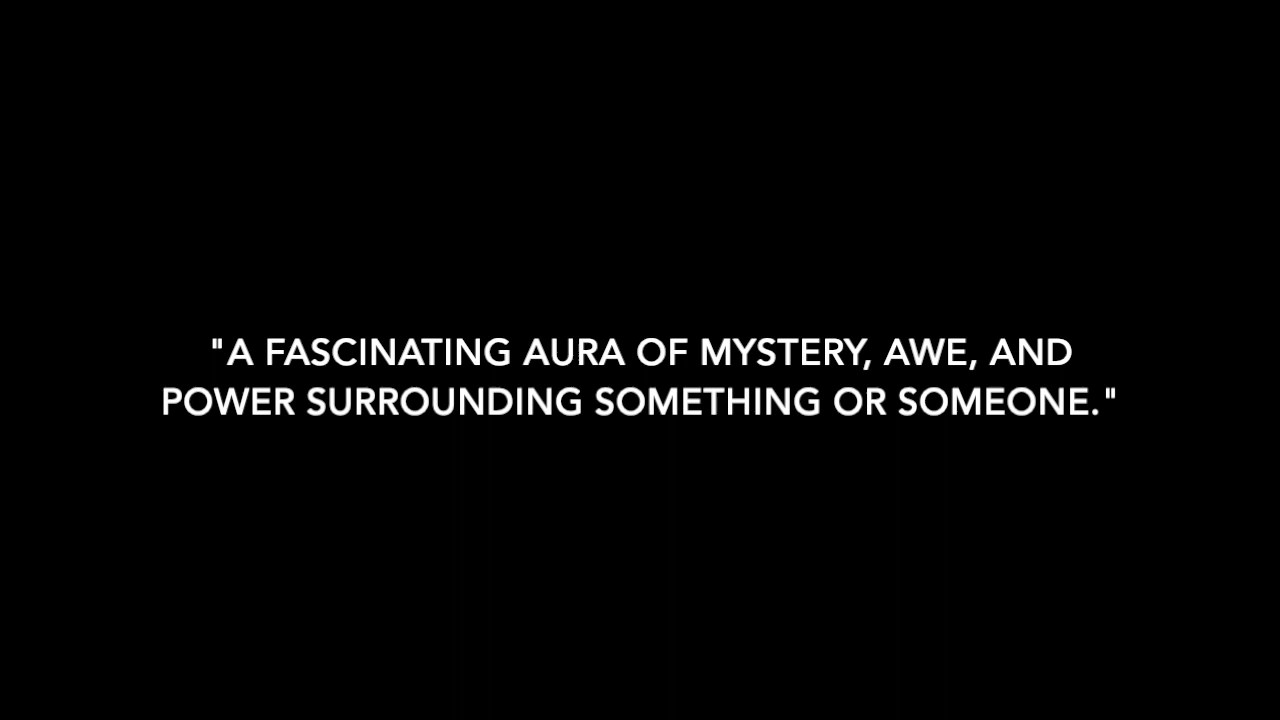 "A FASCINATING AURA OF MYSTERY, AWE, AND
POWER SURROUNDING SOMETHING OR SOMEONE."